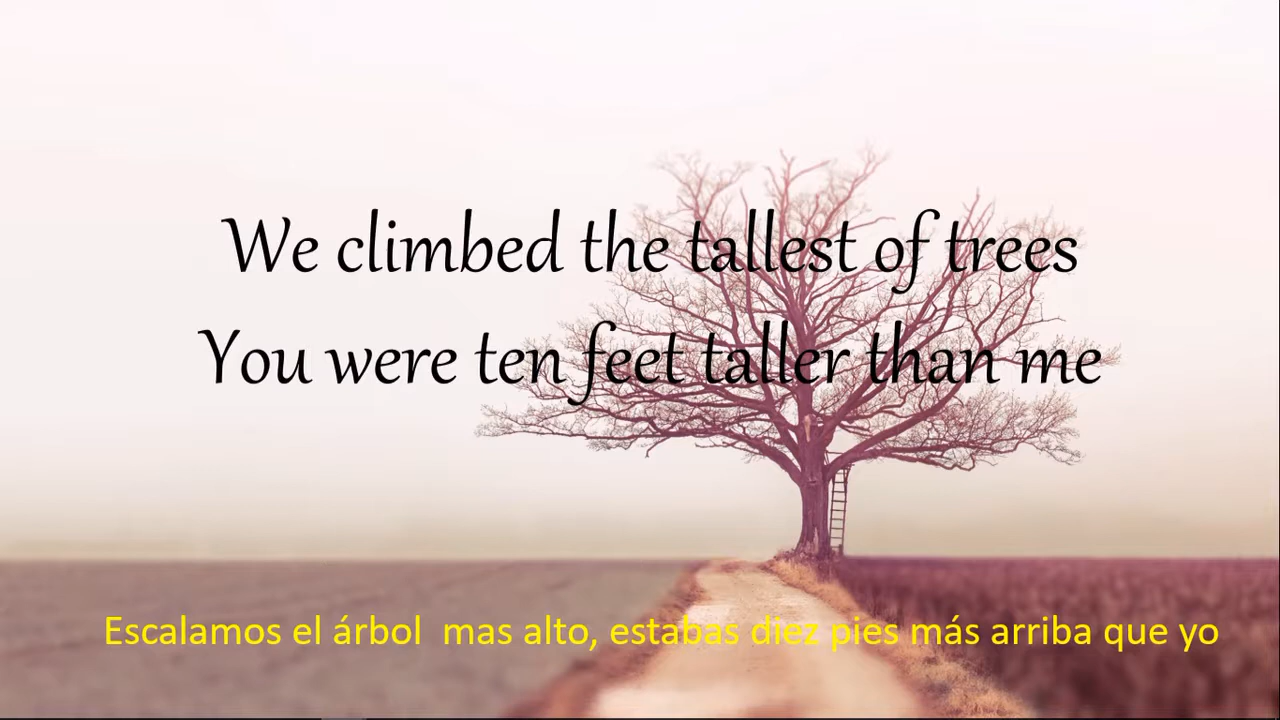 We climbed the tallest of trees
You were ten feet taller than me
Escalamos el árbol  mas alto, estabas diez pies más arriba que yo